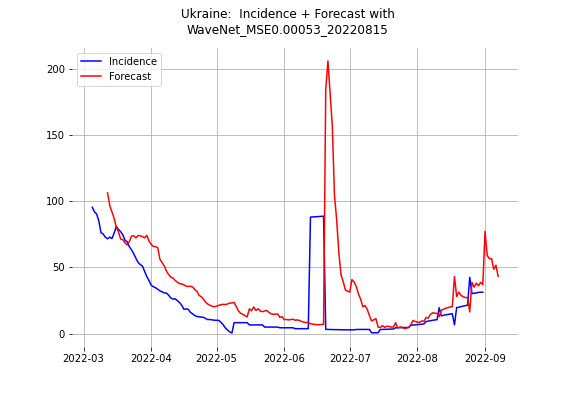 Ukraine:  Incidence + Forecast with
WaveNet_MSE0.00053_20220815
Incidence
Forecast
200
150
100
50
0
2022-03 2022-04 2022-05 2022-06 2022-07 2022-08 2022-09